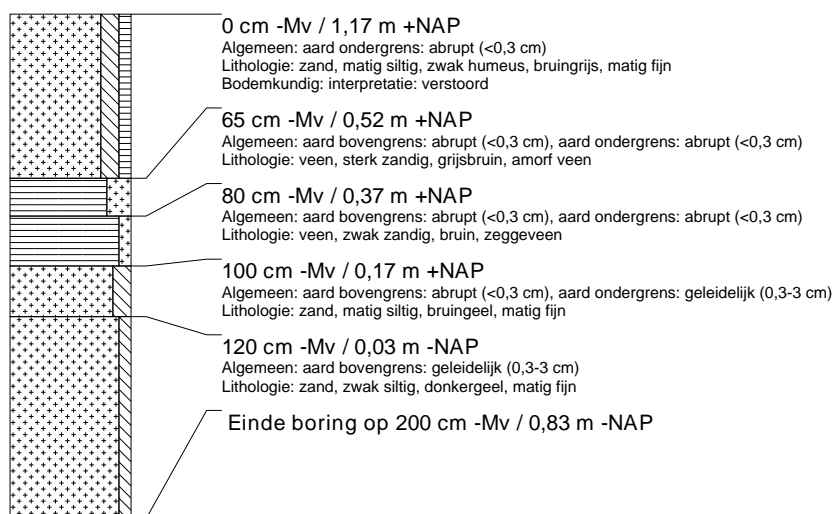 0 cm -Mv / 1,17 m +NAP
Algemeen: aard ondergrens: abrupt (<0,3 cm)
Lithologie: zand, matig siltig, zwak humeus, bruingrijs, matig fijn
Bodemkundig: interpretatie: verstoord
65 cm -Mv / 0,52 m +NAP
Algemeen: aard bovengrens: abrupt (<0,3 cm), aard ondergrens: abrupt (<0,3 cm)
Lithologie: veen, sterk zandig, grijsbruin, amorf veen
80 cm -Mv / 0,37 m +NAP
Algemeen: aard bovengrens: abrupt (<0,3 cm), aard ondergrens: abrupt (<0,3 cm)
Lithologie: veen, zwak zandig, bruin, zeggeveen
100 cm -Mv / 0,17 m +NAP
Algemeen: aard bovengrens: abrupt (<0,3 cm), aard ondergrens: geleidelijk (0,3-3 cm)
Lithologie: zand, matig siltig, bruingeel, matig fijn
120 cm -Mv / 0,03 m -NAP
Algemeen: aard bovengrens: geleidelijk (0,3-3 cm)
Lithologie: zand, zwak siltig, donkergeel, matig fijn
Einde boring op 200 cm -Mv / 0,83 m -NAP